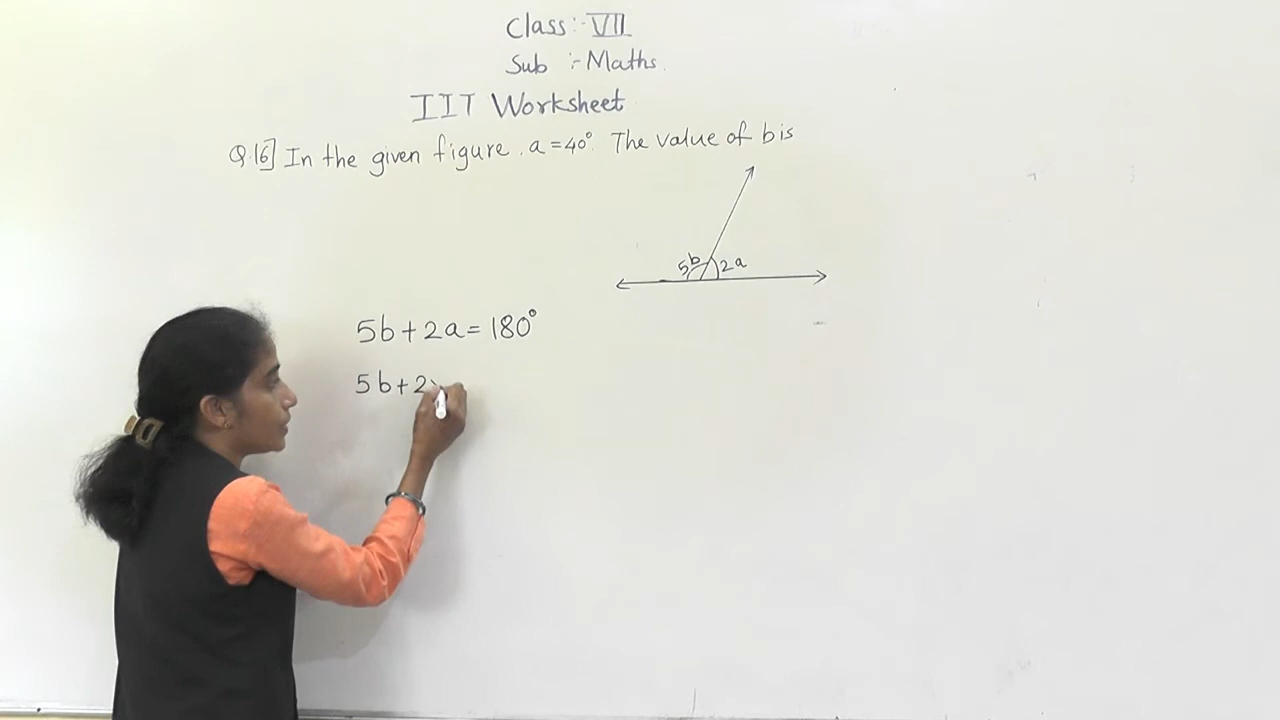 Class :- VII
Sub :- Maths.
IIT Worksheet
Q.16] In the given figure. a = 40°. The value of b is
5b
2a
5b + 2a = 180°
5b + 2